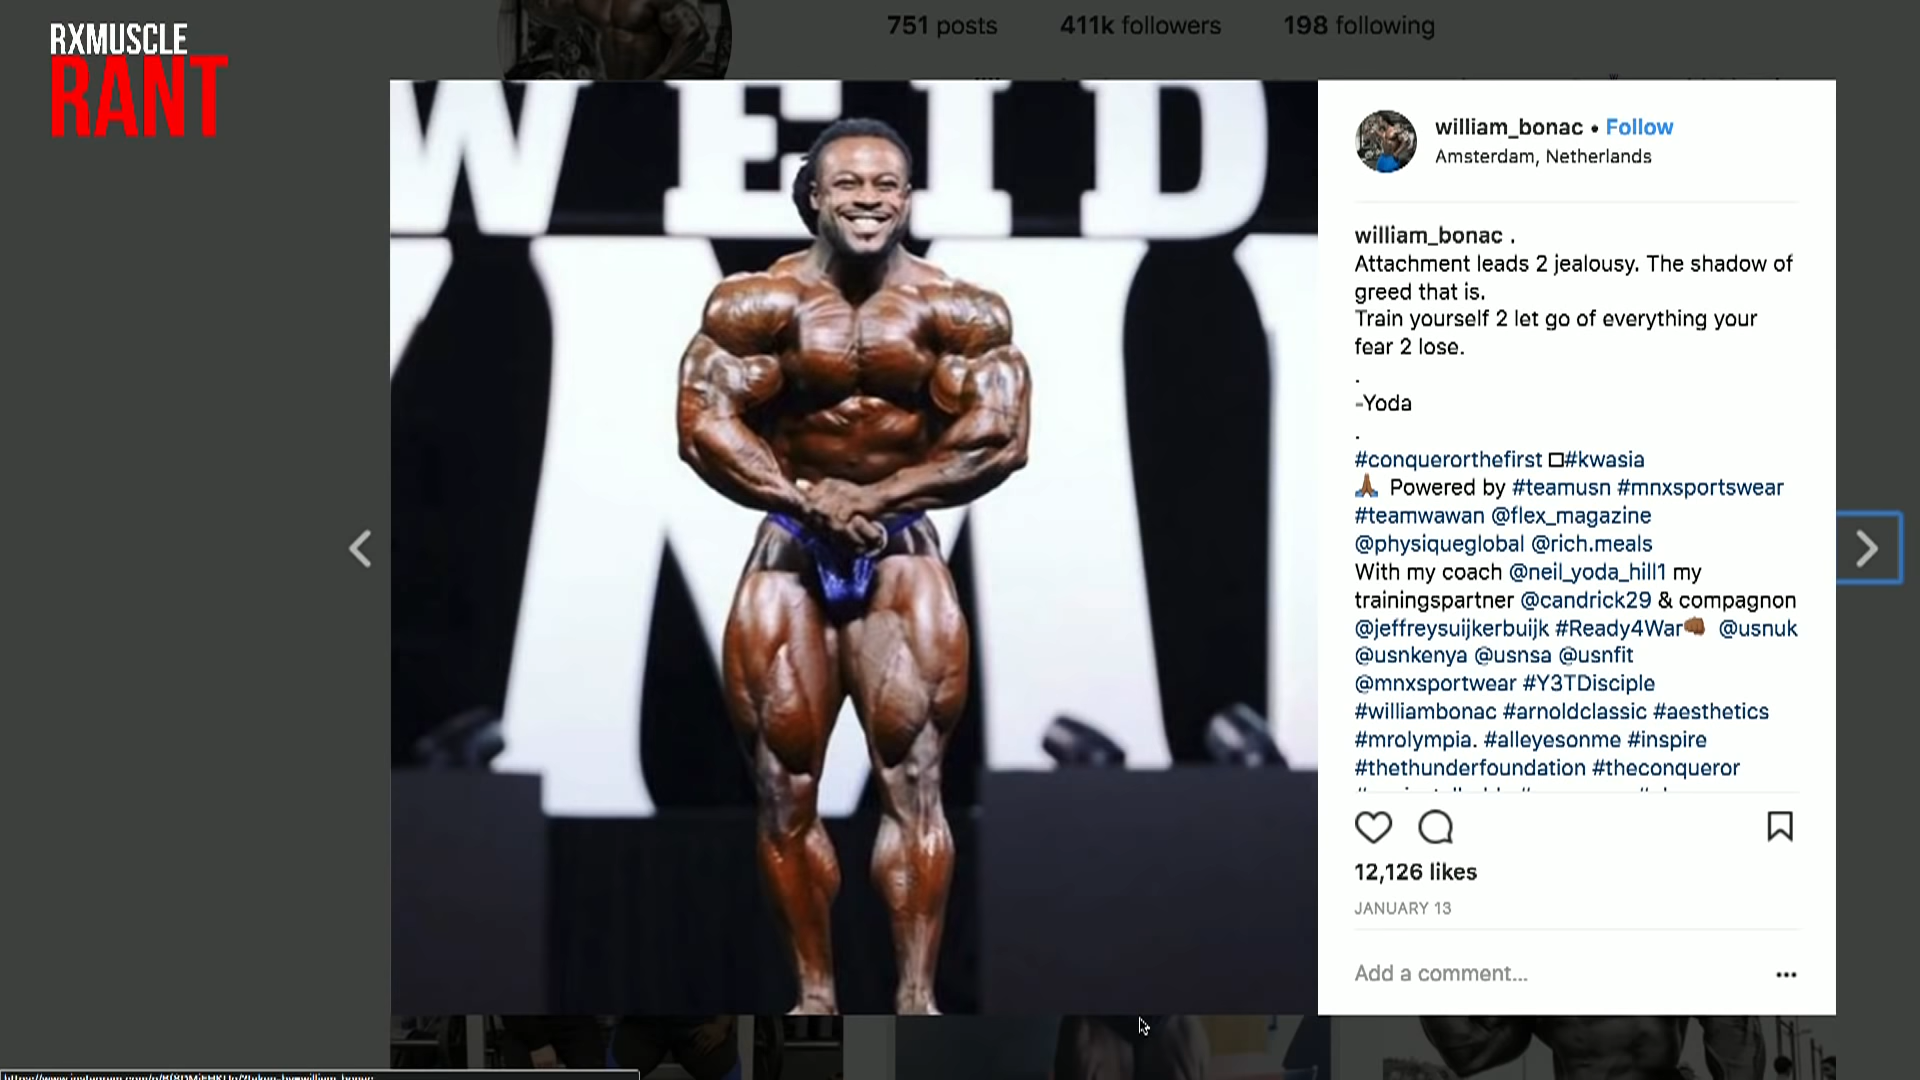 RXMUSCLE
RANT
751 posts 411k followers 198 following
WEID
william_bonac • Follow
Amsterdam, Netherlands
william_bonac .
Attachment leads 2 jealousy. The shadow of
greed that is.
Train yourself 2 let go of everything your
fear 2 lose.
.
-Yoda
.
#conquerorthefirst #kwasia
🙏🏾 Powered by #teamusn #mnxsportswear
#teamwawan @flex_magazine
@physiqueglobal @rich.meals
With my coach @neil_yoda_hill1 my
trainingspartner @candrick29 & compagnon
@jeffreysuijkerbuijk #Ready4War👊🏾 @usnuk
@usnkenya @usnsa @usnfit
@mnxsportwear #Y3TDisciple
#williambonac #arnoldclassic #aesthetics
#mrolympia. #alleyesonme #inspire
#thethunderfoundation #theconqueror
12,126 likes
JANUARY 13
Add a comment...